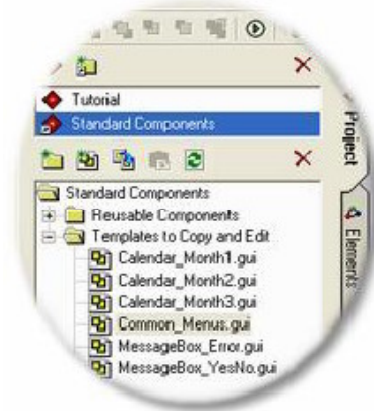 Tutorial
Standard Components
Standard Components
Reusable Components
Templates to Copy and Edit
Calendar_Month1.gui
Calendar_Month2.gui
Calendar_Month3.gui
Common_Menus.gui
MessageBox_Error.gui
MessageBox_YesNo.gui
Project
Elements